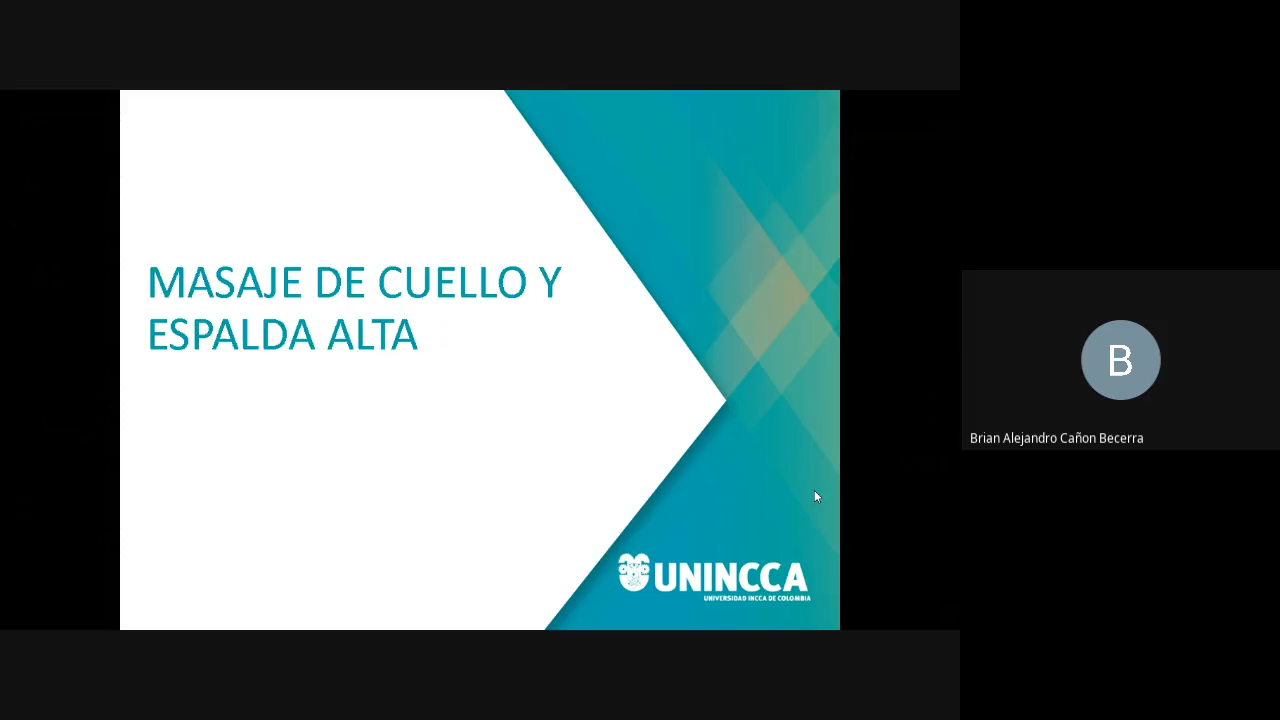 MASAJE DE CUELLO Y
ESPALDA ALTA
B
Brian Alejandro Cañon Becerra
UNINCCA
UNIVERSIDAD INCCA DE COLOMBIA